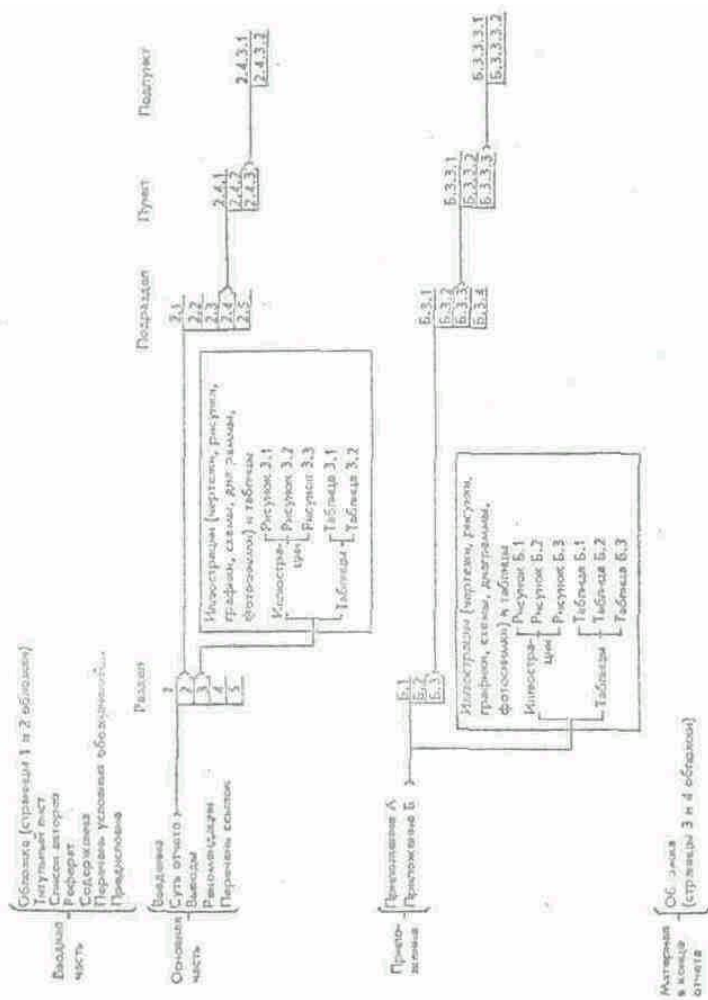 Вводная часть
Обложка (страницы 1 и 2 обложки)
Титульный лист
Список авторов
Реферат
Содержание
Перечень условных обозначений
Предисловие
Основная часть
Введение
Суть отчета
Выводы
Рекомендации
Перечень ссылок
Раздел
1
2
3
4
5
Подраздел
2.1
2.2
2.3
2.4
2.5
Пункт
2.4.1
2.4.2
2.4.3
Подпункт
2.4.3.1
2.4.3.2
Иллюстрации (чертежи, рисунки,
графики, схемы, диаграммы,
фотоснимки) и таблицы
Иллюстра-
ции
Рисунок 3.1
Рисунок 3.2
Рисунок 3.3
Таблицы
Таблица 3.1
Таблица 3.2
Прило-
жения
Приложение А
Приложение Б
Б.1
Б.2
Б.3
Б.3.1
Б.3.2
Б.3.3
Б.3.4
Б.3.3.1
Б.3.3.2
Б.3.3.3
Б.3.3.3.1
Б.3.3.3.2
Иллюстрации (чертежи, рисунки,
графики, схемы, диаграммы,
фотоснимки) и таблицы
Иллюстра-
ции
Рисунок Б.1
Рисунок Б.2
Рисунок Б.3
Таблицы
Таблица Б.1
Таблица Б.2
Таблица Б.3
Материал
в конце
отчета
(страницы 3 и 4 обложки)